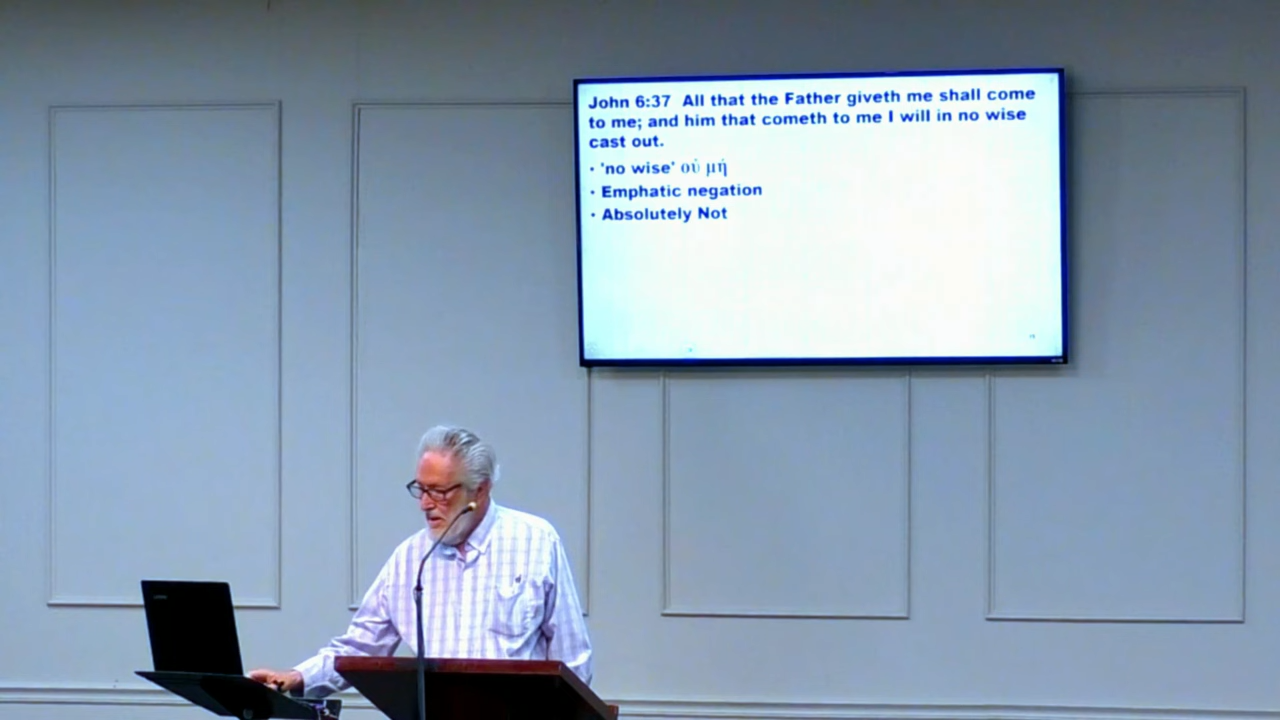 John 6:37 All that the Father giveth me shall come
to me; and him that cometh to me I will in no wise
cast out.
· 'no wise' οὐ μή
· Emphatic negation
· Absolutely Not